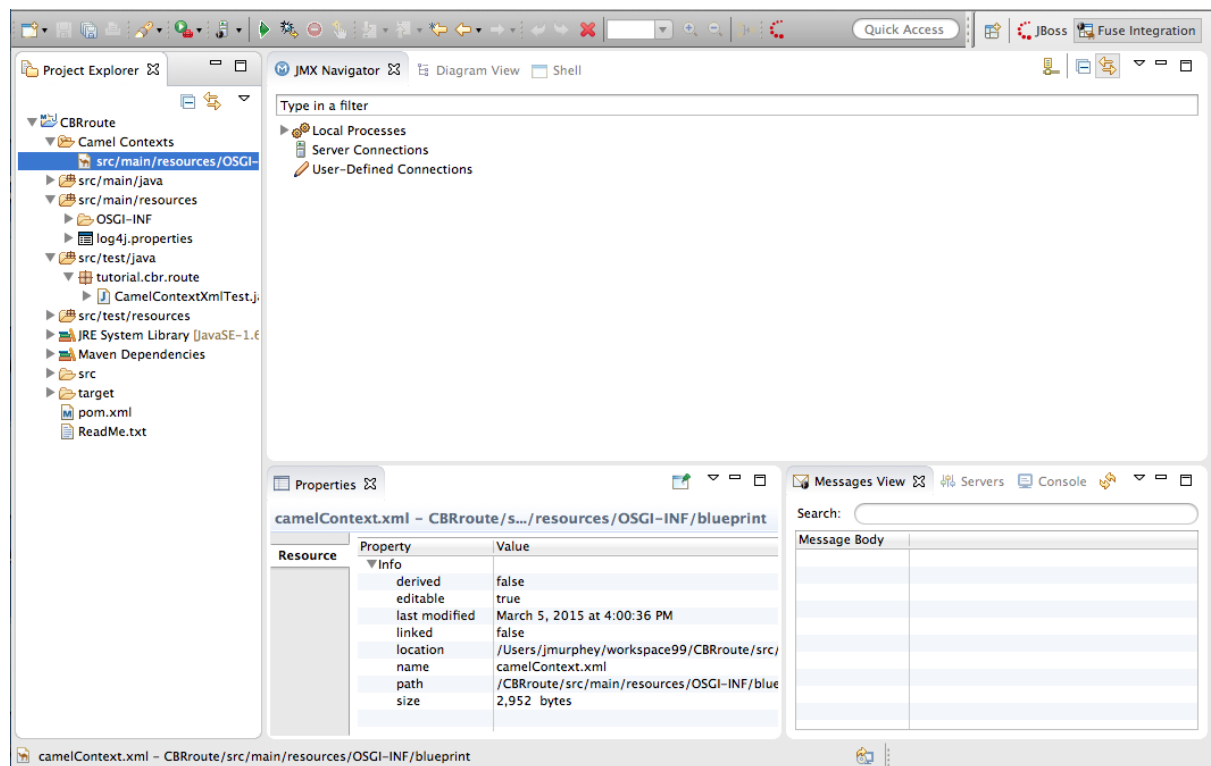 Quick Access
JBoss
Fuse Integration
Project Explorer
CBRroute
Camel Contexts
src/main/resources/OSGI-
src/main/java
src/main/resources
OSGI-INF
log4j.properties
src/test/java
tutorial.cbr.route
CamelContextXmlTest.j
src/test/resources
JRE System Library [JavaSE-1.6
Maven Dependencies
src
target
pom.xml
ReadMe.txt
JMX Navigator
Diagram View
Shell
Type in a filter
Local Processes
Server Connections
User-Defined Connections
Properties
camelContext.xml - CBRroute/s.../resources/OSGI-INF/blueprint
Resource
Property Value
Info
derived false
editable true
last modified March 5, 2015 at 4:00:36 PM
linked false
location /Users/jmurphey/workspace99/CBRroute/src/
name camelContext.xml
path /CBRroute/src/main/resources/OSGI-INF/blue
size 2,952 bytes
Messages View
Servers
Console
Search:
Message Body
camelContext.xml - CBRroute/src/main/resources/OSGI-INF/blueprint